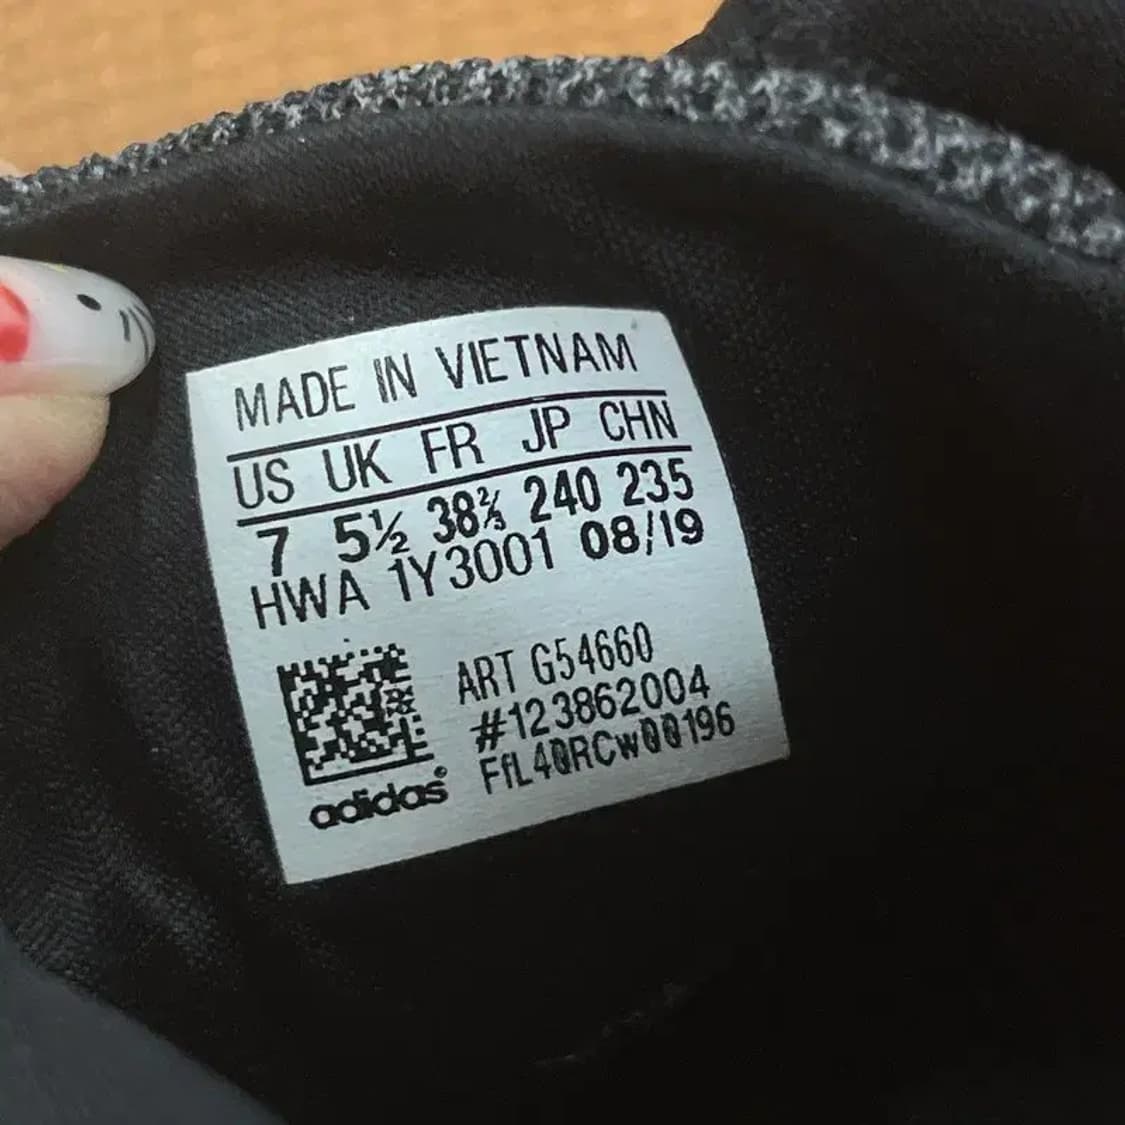 MADE IN VIETNAM
US UK FR JP CHN
7 5½ 38⅔ 240 235
HWA 1Y3001 08/19
ART G54660
#123862004
FfL4QRCw00196
adidas®